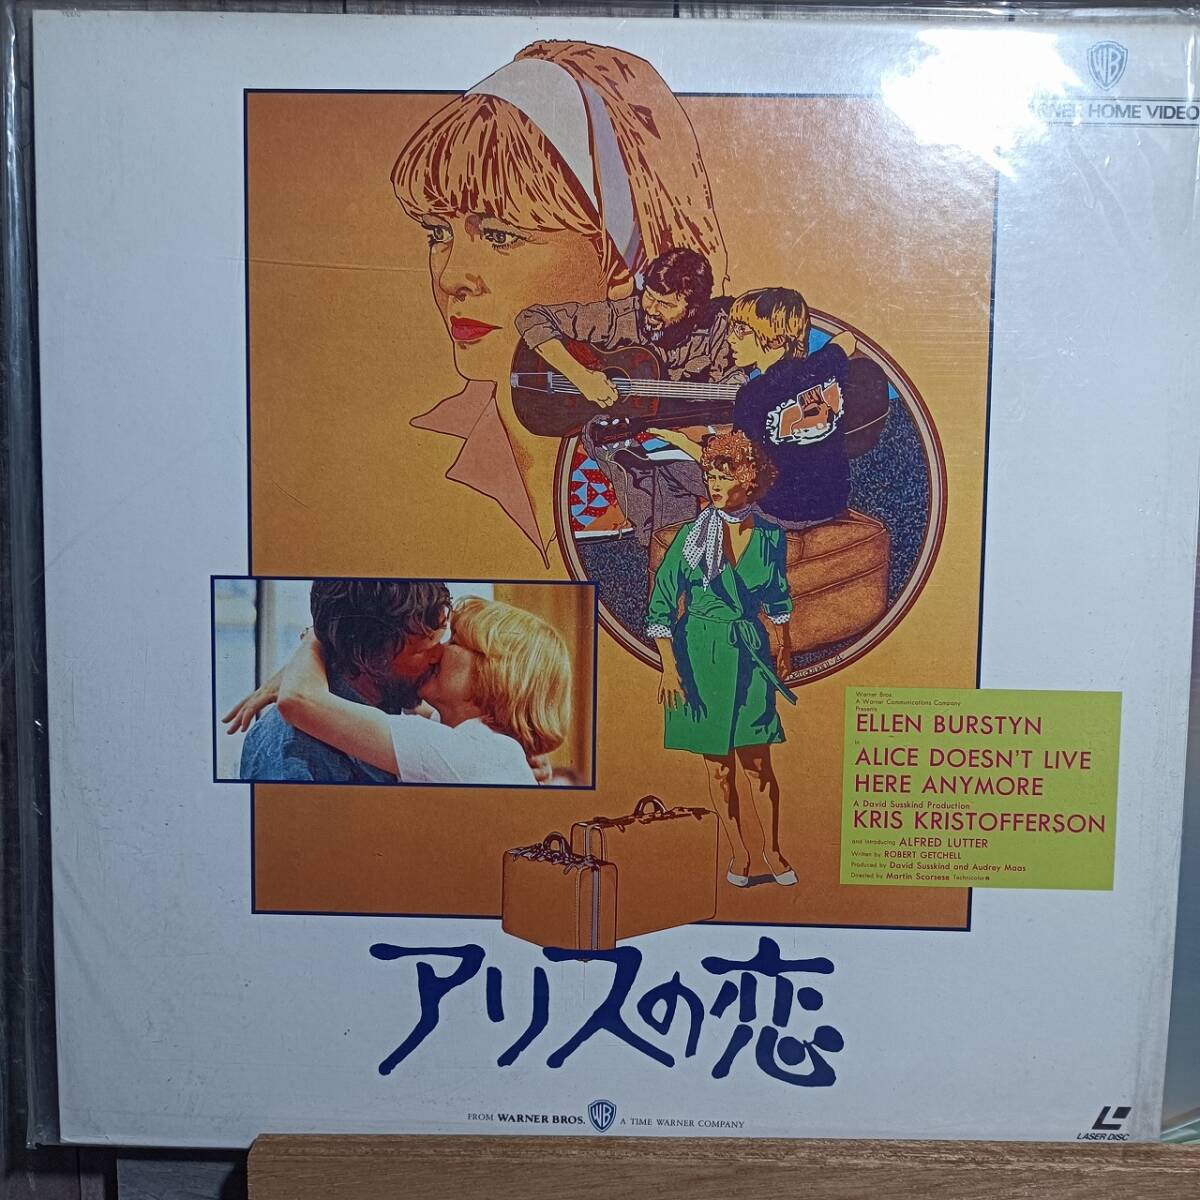 WB
HOME VIDEO
Warner Bros.
A Warner Communications Company
Presents
ELLEN BURSTYN
in
ALICE DOESN'T LIVE
HERE ANYMORE
A David Susskind Production
KRIS KRISTOFFERSON
and introducing ALFRED LUTTER
Written by ROBERT GETCHELL
Produced by David Susskind and Audrey Maas
Directed by Martin Scorsese Technicolor®
アリスの恋
FROM WARNER BROS. WB A TIME WARNER COMPANY
LASER DISC